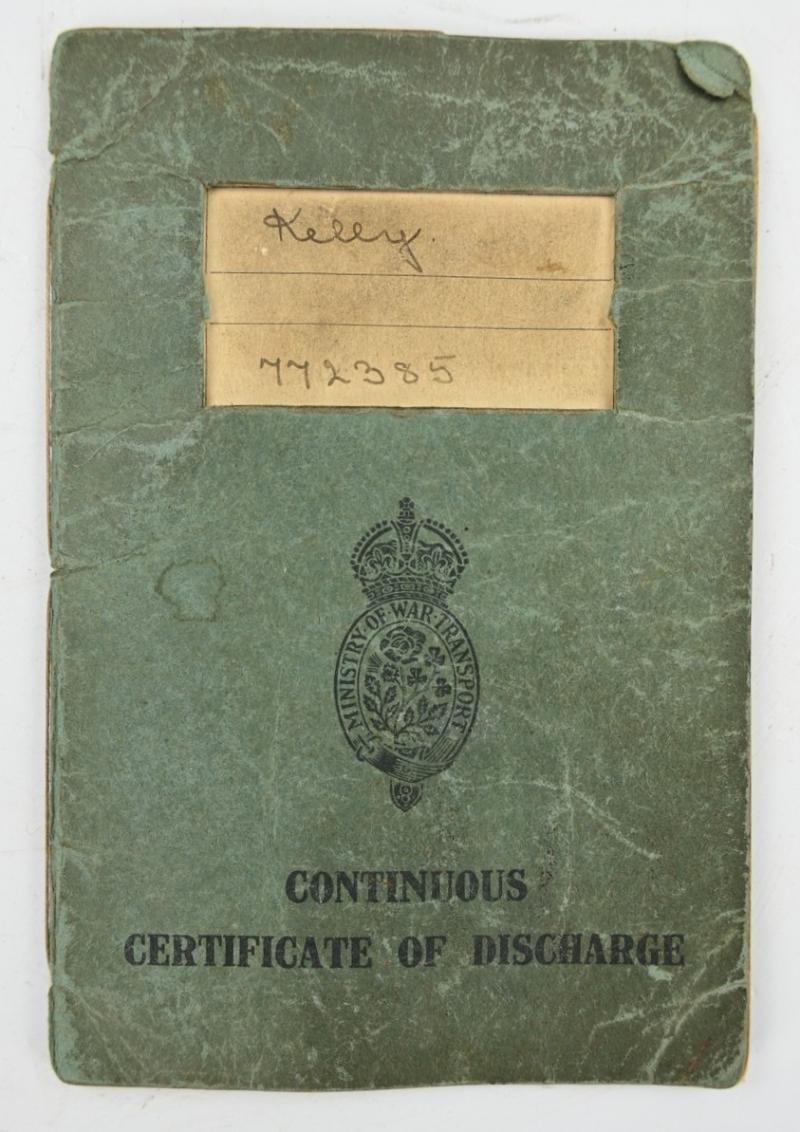 Kelly.
772385
MINISTRY·OF·WAR·TRANSPORT
CONTINUOUS
CERTIFICATE OF DISCHARGE